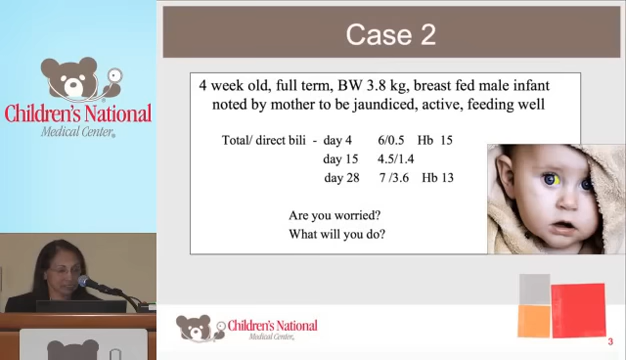 Children's National
Medical Center
Case 2
4 week old, full term, BW 3.8 kg, breast fed male infant
noted by mother to be jaundiced, active, feeding well
Total/ direct bili - day 4 6/0.5 Hb 15
day 15 4.5/1.4
day 28 7 /3.6 Hb 13
Are you worried?
What will you do?
Children's National
Medical Center
3
Children's National